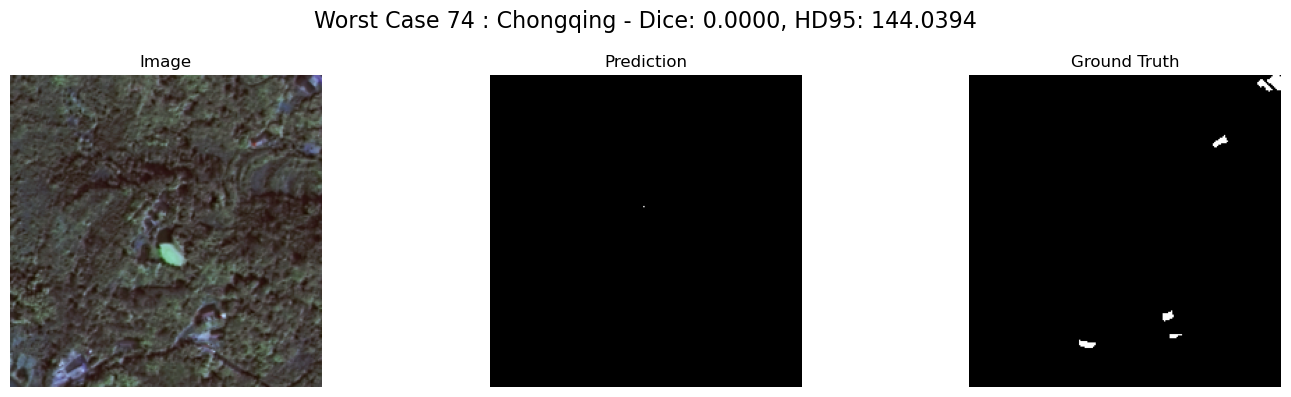 Worst Case 74 : Chongqing - Dice: 0.0000, HD95: 144.0394
Image
Prediction
Ground Truth